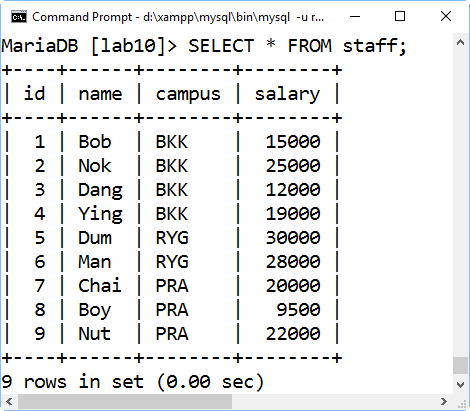 Command Prompt - d:\xampp\mysql\bin\mysql -u r...
MariaDB [lab10]> SELECT * FROM staff;
+----+------+--------+--------+
| id | name | campus | salary |
+----+------+--------+--------+
|  1 | Bob  | BKK    |  15000 |
|  2 | Nok  | BKK    |  25000 |
|  3 | Dang | BKK    |  12000 |
|  4 | Ying | BKK    |  19000 |
|  5 | Dum  | RYG    |  30000 |
|  6 | Man  | RYG    |  28000 |
|  7 | Chai | PRA    |  20000 |
|  8 | Boy  | PRA    |   9500 |
|  9 | Nut  | PRA    |  22000 |
+----+------+--------+--------+
9 rows in set (0.00 sec)